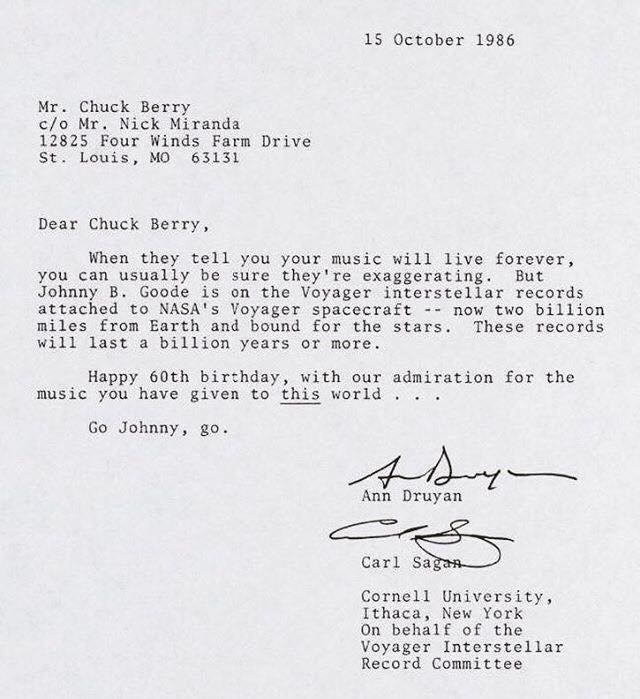 15 October 1986
Mr. Chuck Berry
c/o Mr. Nick Miranda
12825 Four Winds Farm Drive
St. Louis, MO  63131
Dear Chuck Berry,
When they tell you your music will live forever,
you can usually be sure they're exaggerating.  But
Johnny B. Goode is on the Voyager interstellar records
attached to NASA's Voyager spacecraft -- now two billion
miles from Earth and bound for the stars.  These records
will last a billion years or more.
Happy 60th birthday, with our admiration for the
music you have given to this world . . .
Go Johnny, go.
Ann Druyan
Carl Sagan
Cornell University,
Ithaca, New York
On behalf of the
Voyager Interstellar
Record Committee